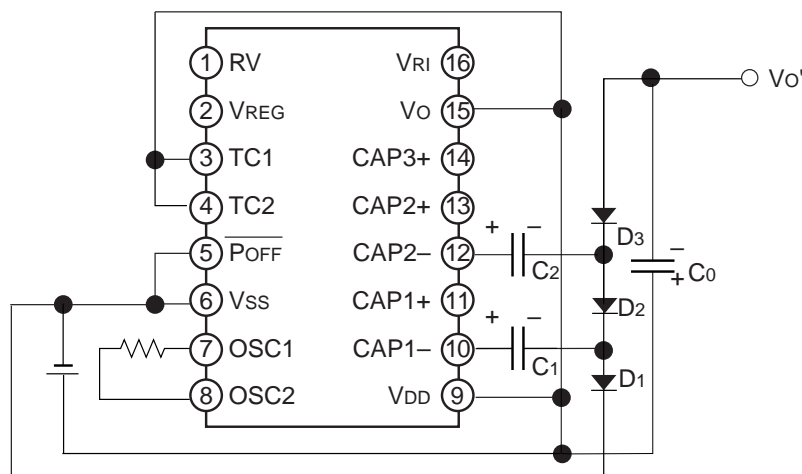 1 RV
2 VREG
3 TC1
4 TC2
5 POFF
6 VSS
7 OSC1
8 OSC2
VRI 16
VO 15
CAP3+ 14
CAP2+ 13
CAP2– 12
CAP1+ 11
CAP1– 10
VDD 9
+ –
C2
+ –
C1
D3
D2
D1
–
+ C0
VO'